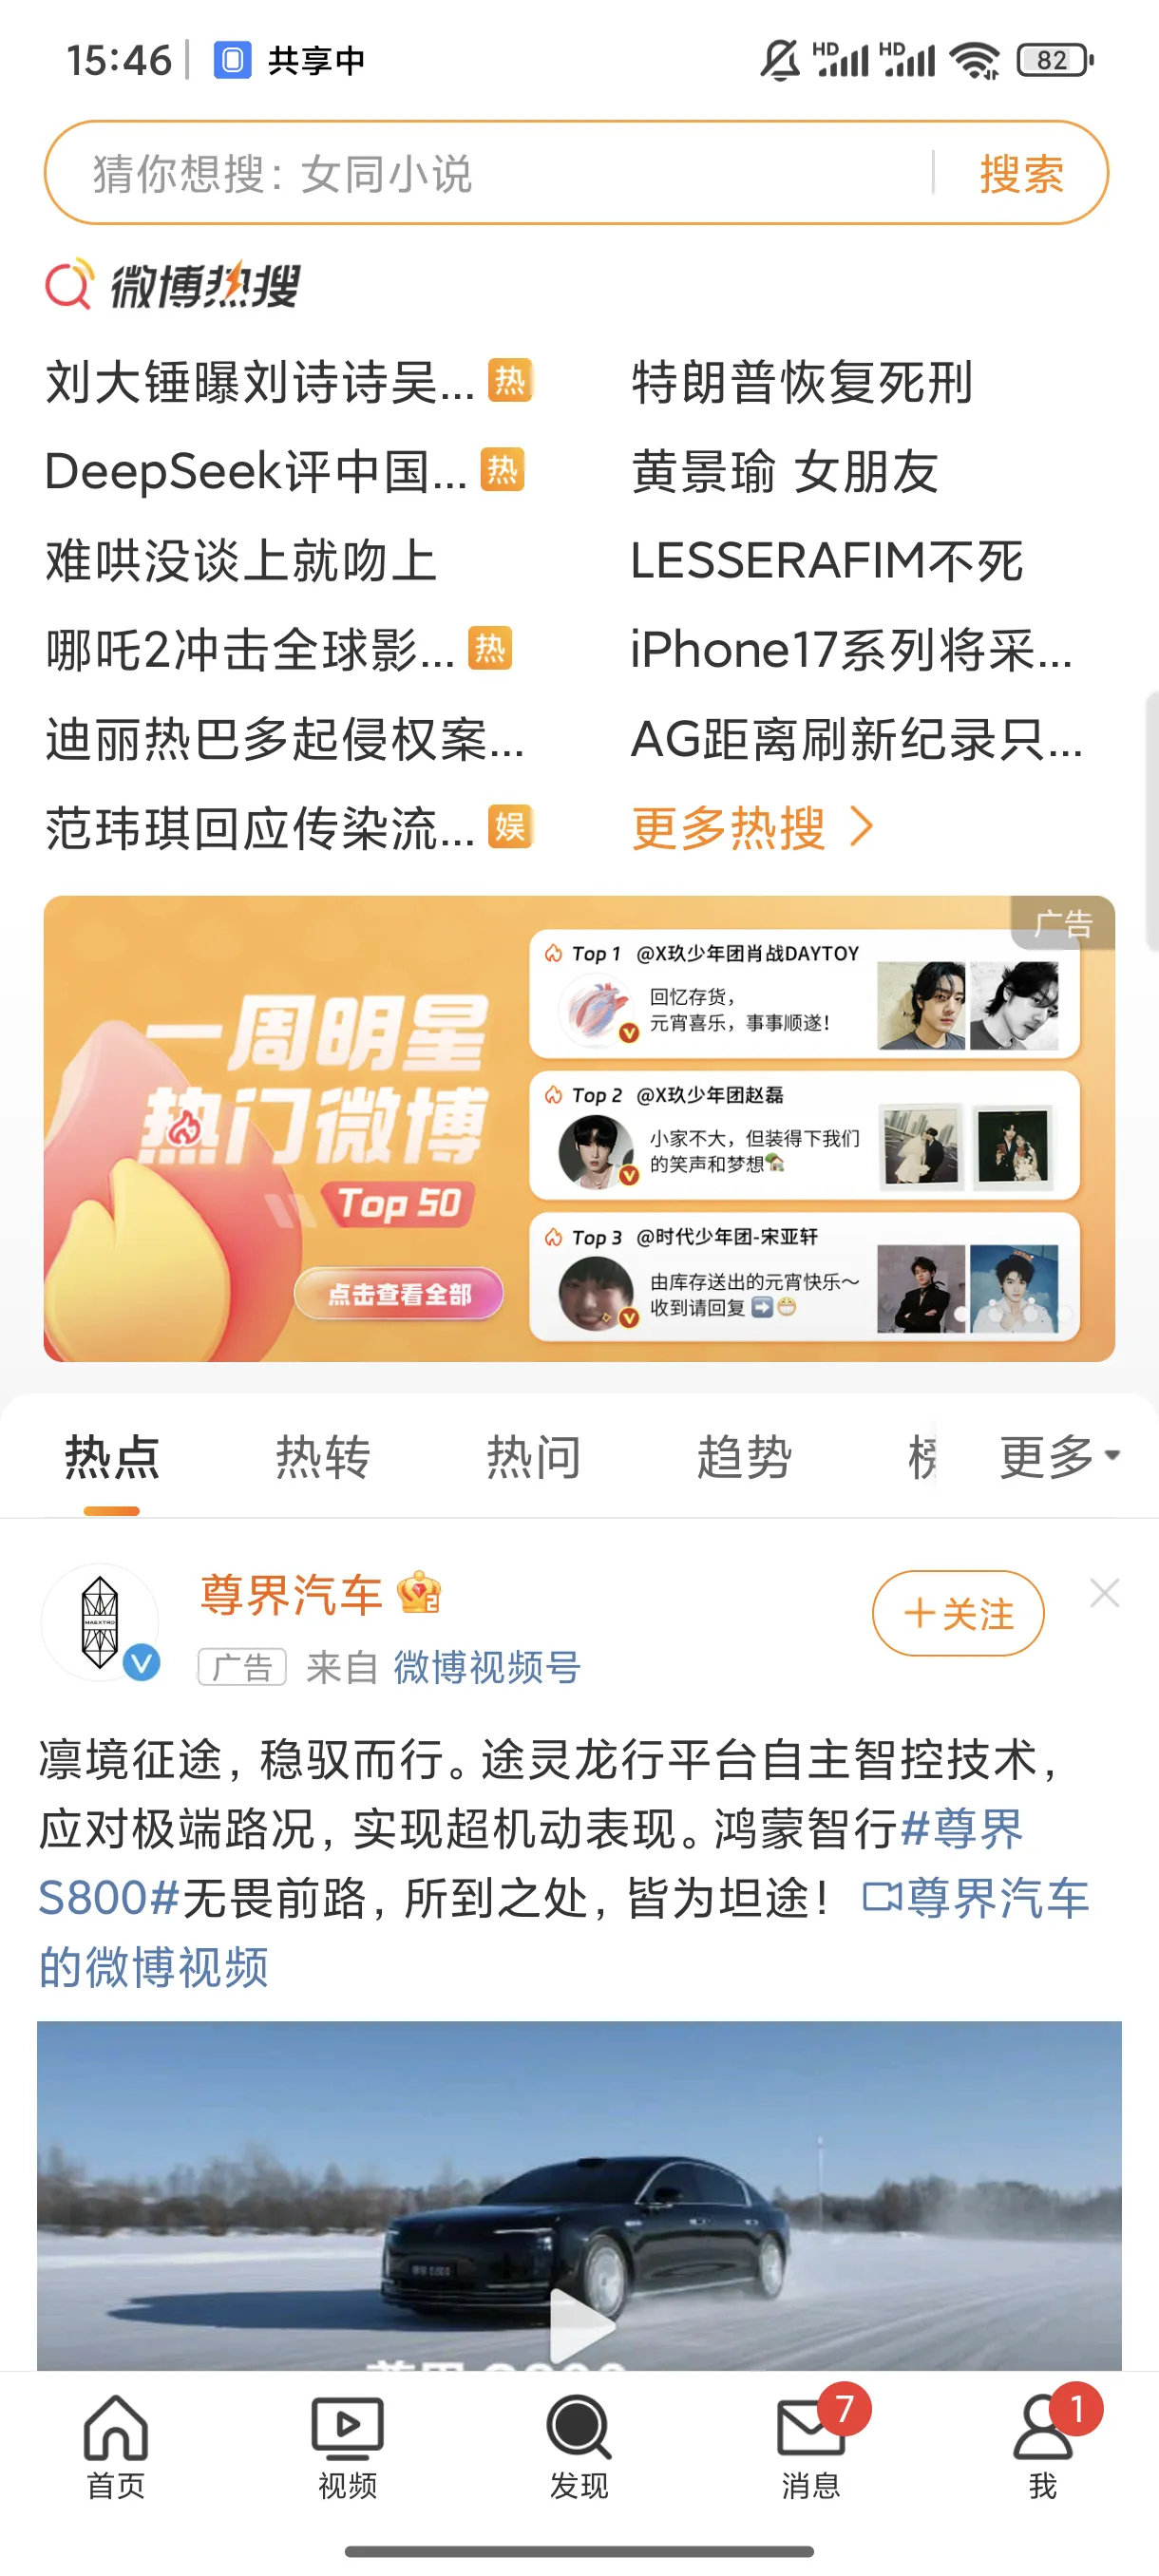 15:46
共享中
HD HD 82
猜你想搜：女同小说 搜索
微博热搜
刘大锤曝刘诗诗吴... 热
特朗普恢复死刑
DeepSeek评中国... 热
黄景瑜 女朋友
难哄没谈上就吻上
LESSERAFIM不死
哪吒2冲击全球影... 热
iPhone17系列将采...
迪丽热巴多起侵权案...
AG距离刷新纪录只...
范玮琪回应传染流... 娱
更多热搜
广告
一周明星
热门微博
Top 50
点击查看全部
Top 1 @X玖少年团肖战DAYTOY
回忆存货，
元宵喜乐，事事顺遂！
Top 2 @X玖少年团赵磊
小家不大，但装得下我们
的笑声和梦想
Top 3 @时代少年团-宋亚轩
由库存送出的元宵快乐～
收到请回复
热点 热转 热问 趋势 更多
MAEXTRO
尊界汽车
＋关注
广告 来自 微博视频号
凛境征途，稳驭而行。途灵龙行平台自主智控技术，
应对极端路况，实现超机动表现。鸿蒙智行#尊界
S800#无畏前路，所到之处，皆为坦途！ 尊界汽车
的微博视频
首页
视频
发现
消息 7
我 1